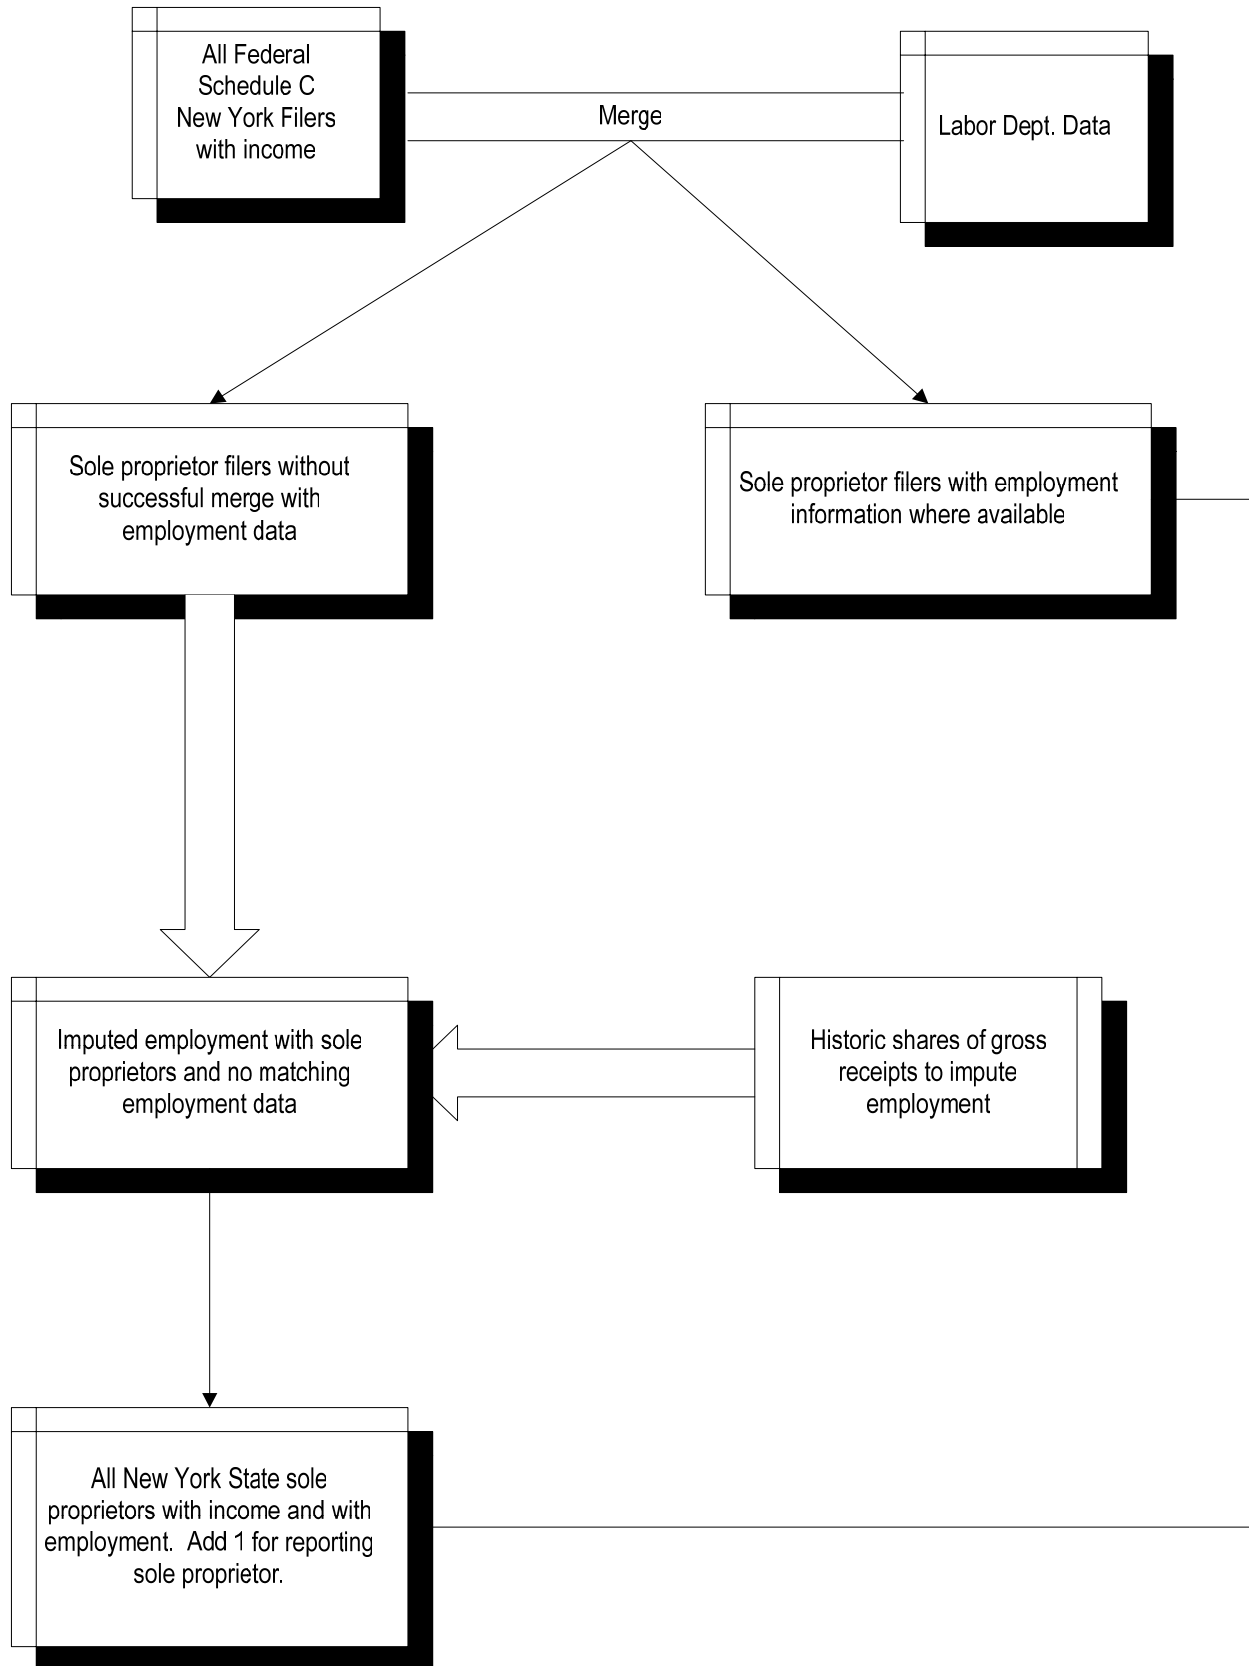 All Federal
Schedule C
New York Filers
with income
Merge
Labor Dept. Data
Sole proprietor filers without
successful merge with
employment data
Sole proprietor filers with employment
information where available
Imputed employment with sole
proprietors and no matching
employment data
Historic shares of gross
receipts to impute
employment
All New York State sole
proprietors with income and with
employment.  Add 1 for reporting
sole proprietor.